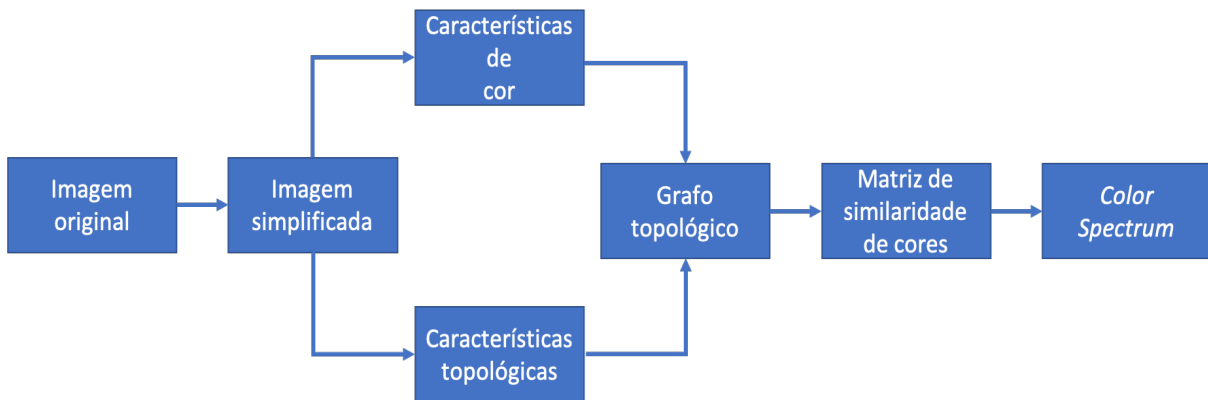 Características
de
cor
Imagem
original
Imagem
simplificada
Grafo
topológico
Matriz de
similaridade
de cores
Color
Spectrum
Características
topológicas